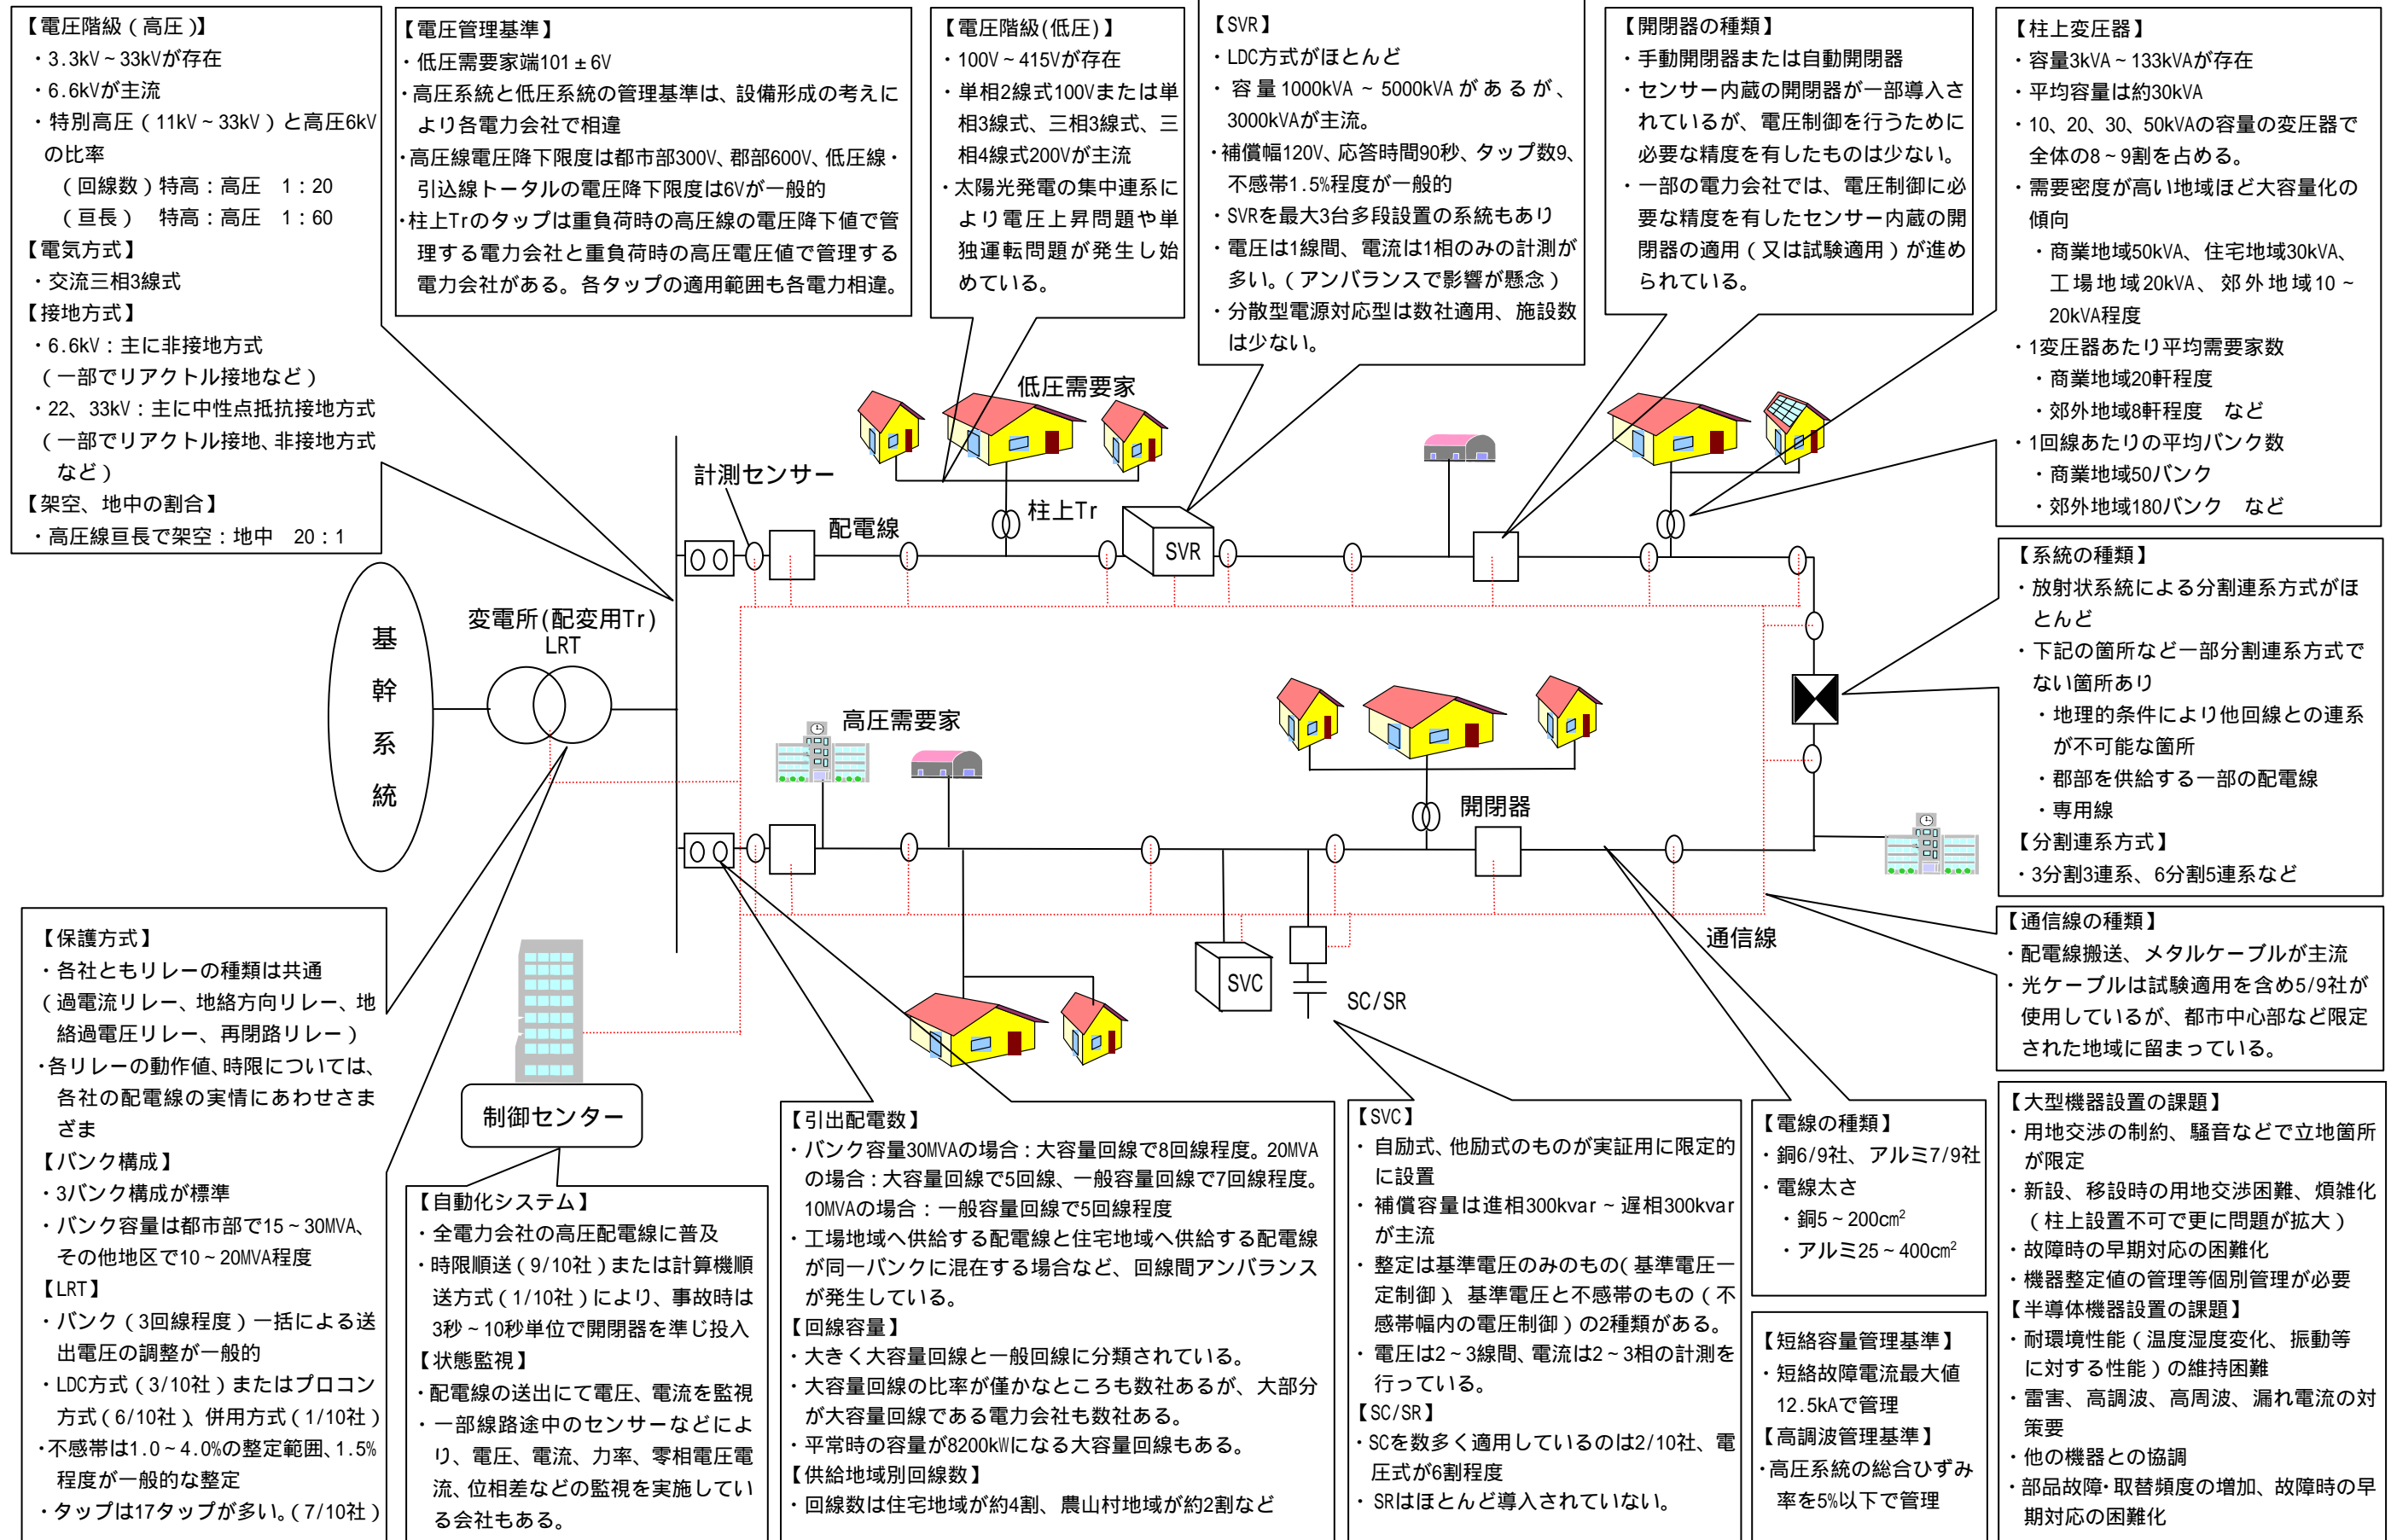 【電圧階級（高圧）】
・3.3kV～33kVが存在
・6.6kVが主流
・特別高圧（11kV～33kV）と高圧6kV
の比率
（回線数）特高：高圧　1：20
（亘長）　特高：高圧　1：60
【電気方式】
・交流三相3線式
【接地方式】
・6.6kV：主に非接地方式
（一部でリアクトル接地など）
・22、33kV：主に中性点抵抗接地方式
（一部でリアクトル接地、非接地方式
など）
【架空、地中の割合】
・高圧線亘長で架空：地中　20：1
【電圧管理基準】
・低圧需要家端101±6V
・高圧系統と低圧系統の管理基準は、設備形成の考えに
より各電力会社で相違
・高圧線電圧降下限度は都市部300V、郡部600V、低圧線・
引込線トータルの電圧降下限度は6Vが一般的
・柱上Trのタップは重負荷時の高圧線の電圧降下値で管
理する電力会社と重負荷時の高圧電圧値で管理する
電力会社がある。各タップの適用範囲も各電力相違。
【電圧階級(低圧)】
・100V～415Vが存在
・単相2線式100Vまたは単
相3線式、三相3線式、三
相4線式200Vが主流
・太陽光発電の集中連系に
より電圧上昇問題や単
独運転問題が発生し始
めている。
【SVR】
・LDC方式がほとんど
・容量1000kVA～5000kVAがあるが、
3000kVAが主流。
・補償幅120V、応答時間90秒、タップ数9、
不感帯1.5%程度が一般的
・SVRを最大3台多段設置の系統もあり
・電圧は1線間、電流は1相のみの計測が
多い。（アンバランスで影響が懸念）
・分散型電源対応型は数社適用、施設数
は少ない。
【開閉器の種類】
・手動開閉器または自動開閉器
・センサー内蔵の開閉器が一部導入さ
れているが、電圧制御を行うために
必要な精度を有したものは少ない。
・一部の電力会社では、電圧制御に必
要な精度を有したセンサー内蔵の開
閉器の適用（又は試験適用）が進め
られている。
【柱上変圧器】
・容量3kVA～133kVAが存在
・平均容量は約30kVA
・10、20、30、50kVAの容量の変圧器で
全体の8～9割を占める。
・需要密度が高い地域ほど大容量化の
傾向
・商業地域50kVA、住宅地域30kVA、
工場地域20kVA、郊外地域10～
20kVA程度
・1変圧器あたり平均需要家数
・商業地域20軒程度
・郊外地域8軒程度　など
・1回線あたりの平均バンク数
・商業地域50バンク
・郊外地域180バンク　など
低圧需要家
計測センサー
柱上Tr
配電線
SVR
変電所(配変用Tr)
LRT
基幹系統
高圧需要家
開閉器
通信線
SVC
SC/SR
制御センター
【系統の種類】
・放射状系統による分割連系方式がほ
とんど
・下記の箇所など一部分割連系方式で
ない箇所あり
・地理的条件により他回線との連系
が不可能な箇所
・郡部を供給する一部の配電線
・専用線
【分割連系方式】
・3分割3連系、6分割5連系など
【通信線の種類】
・配電線搬送、メタルケーブルが主流
・光ケーブルは試験適用を含め5/9社が
使用しているが、都市中心部など限定
された地域に留まっている。
【保護方式】
・各社ともリレーの種類は共通
（過電流リレー、地絡方向リレー、地
絡過電圧リレー、再閉路リレー）
・各リレーの動作値、時限については、
各社の配電線の実情にあわせさま
ざま
【バンク構成】
・3バンク構成が標準
・バンク容量は都市部で15～30MVA、
その他地区で10～20MVA程度
【LRT】
・バンク（3回線程度）一括による送
出電圧の調整が一般的
・LDC方式（3/10社）またはプロコン
方式（6/10社）、併用方式（1/10社）
・不感帯は1.0～4.0%の整定範囲、1.5%
程度が一般的な整定
・タップは17タップが多い。（7/10社）
【自動化システム】
・全電力会社の高圧配電線に普及
・時限順送（9/10社）または計算機順
送方式（1/10社）により、事故時は
3秒～10秒単位で開閉器を準じ投入
【状態監視】
・配電線の送出にて電圧、電流を監視
・一部線路途中のセンサーなどによ
り、電圧、電流、力率、零相電圧電
流、位相差などの監視を実施してい
る会社もある。
【引出配電数】
・バンク容量30MVAの場合：大容量回線で8回線程度。20MVA
の場合：大容量回線で5回線、一般容量回線で7回線程度。
10MVAの場合：一般容量回線で5回線程度
・工場地域へ供給する配電線と住宅地域へ供給する配電線
が同一バンクに混在する場合など、回線間アンバランス
が発生している。
【回線容量】
・大きく大容量回線と一般回線に分類されている。
・大容量回線の比率が僅かなところも数社あるが、大部分
が大容量回線である電力会社も数社ある。
・平常時の容量が8200kWになる大容量回線もある。
【供給地域別回線数】
・回線数は住宅地域が約4割、農山村地域が約2割など
【SVC】
・自励式、他励式のものが実証用に限定的
に設置
・補償容量は進相300kvar～遅相300kvar
が主流
・整定は基準電圧のみのもの（基準電圧一
定制御）、基準電圧と不感帯のもの（不
感帯幅内の電圧制御）の2種類がある。
・電圧は2～3線間、電流は2～3相の計測を
行っている。
【SC/SR】
・SCを数多く適用しているのは2/10社、電
圧式が6割程度
・SRはほとんど導入されていない。
【電線の種類】
・銅6/9社、アルミ7/9社
・電線太さ
・銅5～200cm²
・アルミ25～400cm²
【短絡容量管理基準】
・短絡故障電流最大値
12.5kAで管理
【高調波管理基準】
・高圧系統の総合ひずみ
率を5%以下で管理
【大型機器設置の課題】
・用地交渉の制約、騒音などで立地箇所
が限定
・新設、移設時の用地交渉困難、煩雑化
（柱上設置不可で更に問題が拡大）
・故障時の早期対応の困難化
・機器整定値の管理等個別管理が必要
【半導体機器設置の課題】
・耐環境性能（温度湿度変化、振動等
に対する性能）の維持困難
・雷害、高調波、高周波、漏れ電流の対
策要
・他の機器との協調
・部品故障・取替頻度の増加、故障時の早
期対応の困難化